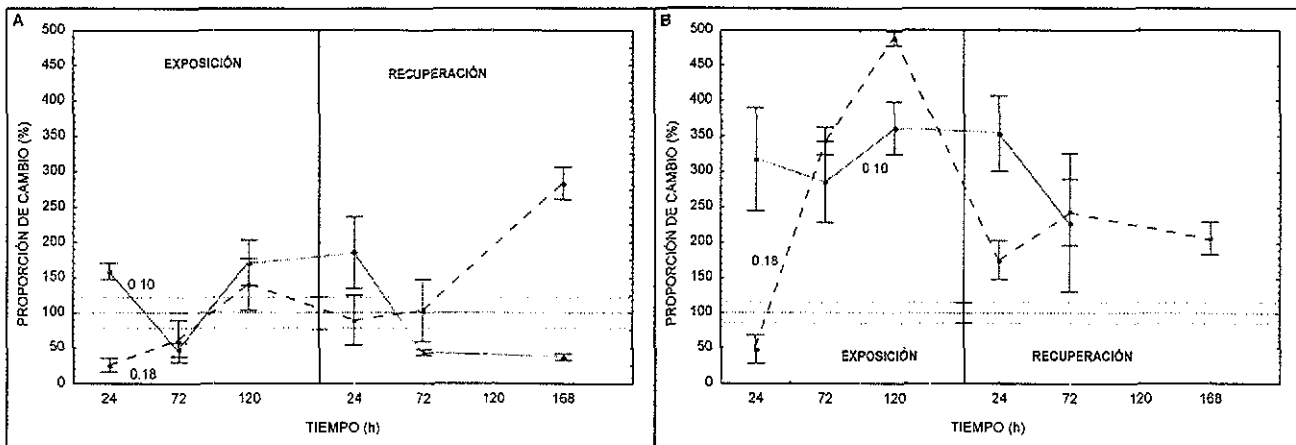 A
PROPORCIÓN DE CAMBIO (%)
500
450
400
350
300
250
200
150
100
50
0
EXPOSICIÓN
RECUPERACIÓN
0.10
0.18
24 72 120 24 72 120 168
TIEMPO (h)
B
PROPORCIÓN DE CAMBIO (%)
500
450
400
350
300
250
200
150
100
50
0
0.10
0.18
EXPOSICIÓN
RECUPERACIÓN
24 72 120 24 72 120 168
TIEMPO (h)